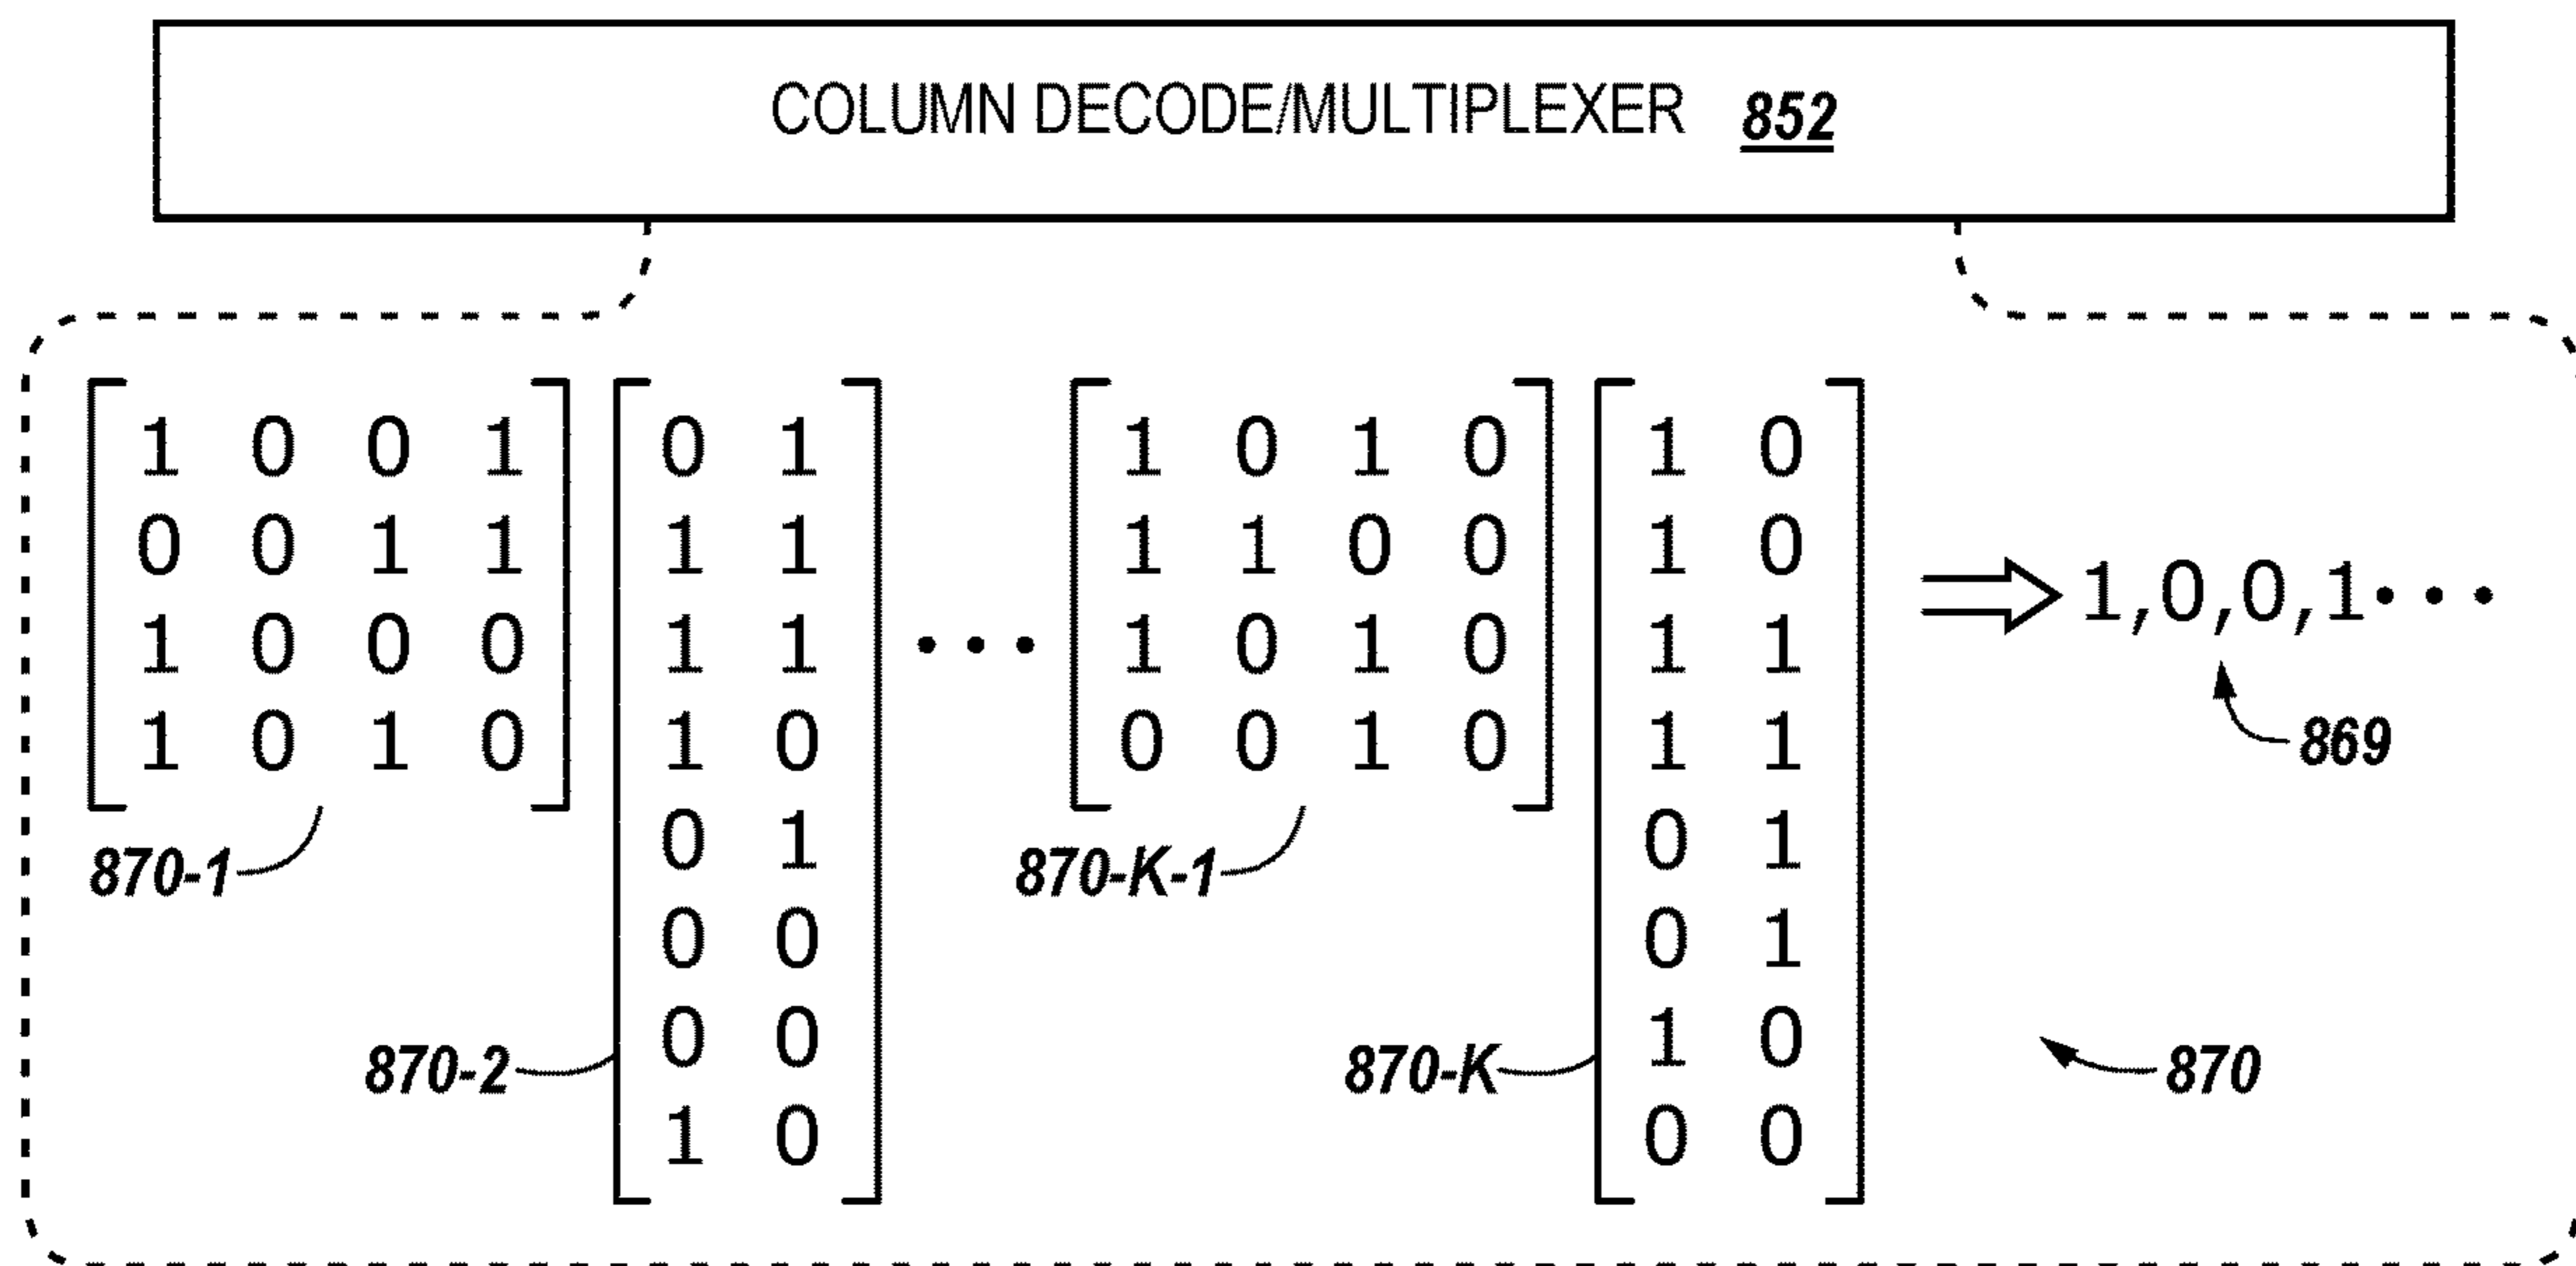 COLUMN DECODE/MULTIPLEXER 852
1 0 0 1 0 1 1 0 1 0 1 0
0 0 1 1 1 1 1 1 0 0 1 0
1,0,0,1•••
1 0 0 0 1 1 ••• 1 0 1 0 1 1
1 0 1 0 1 0 0 0 1 0 1 1
869
0 1 0 1
870-1 870-K-1
0 0 0 1
0 0 1 0
870-2 870-K 870
1 0 0 0